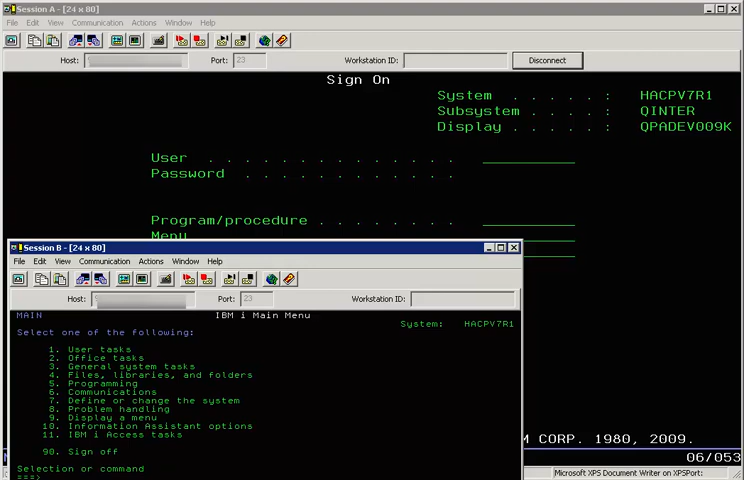 Session A - [24 x 80]
File Edit View Communication Actions Window Help
Host: Port: 23 Workstation ID: Disconnect
Sign On
System . . . . . : HACPV7R1
Subsystem . . . . : QINTER
Display . . . . . : QPADEV009K
User . . . . . . . . . . . . . .
Password . . . . . . . . . . . .
Program/procedure . . . . . . . .
Menu
Session B - [24 x 80]
File Edit View Communication Actions Window Help
Host: Port: 23 Workstation ID:
MAIN IBM i Main Menu
System: HACPV7R1
Select one of the following:
1. User tasks
2. Office tasks
3. General system tasks
4. Files, libraries, and folders
5. Programming
6. Communications
7. Define or change the system
8. Problem handling
9. Display a menu
10. Information Assistant options
11. IBM i Access tasks
90. Sign off
Selection or command
===>
M CORP. 1980, 2009.
06/053
Microsoft XPS Document Writer on XPSPort: